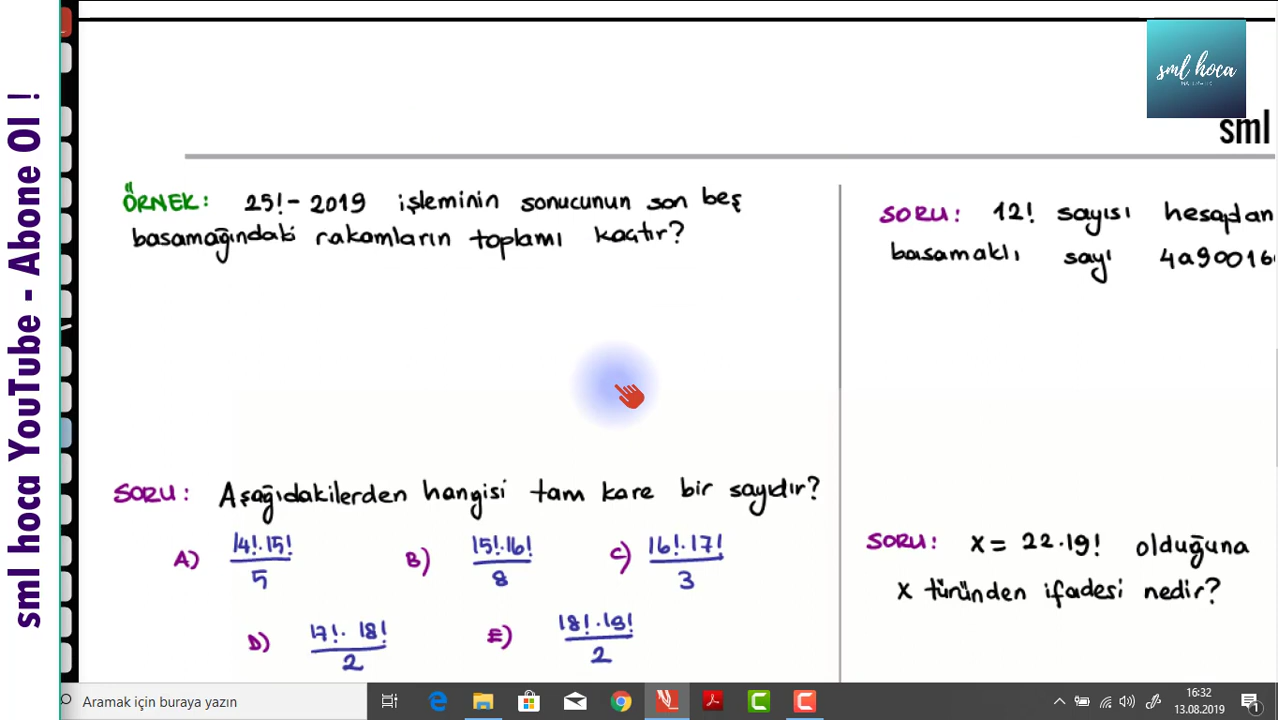 sml hoca YouTube - Abone Ol !
sml hoca
sml
ÖRNEK: 25! - 2019 işleminin sonucunun son beş
basamağındaki rakamların toplamı kaçtır?
SORU: Aşağıdakilerden hangisi tam kare bir sayıdır?
A) 14!.15!/5 B) 15!.16!/8 C) 16!.17!/3
D) 17!.18!/2 E) 18!.19!/2
SORU: 12! sayısı hesaplan
basamaklı sayı 4a90016
SORU: x = 22.19! olduğuna
x türünden ifadesi nedir?
Aramak için buraya yazın
16:32
13.08.2019
1